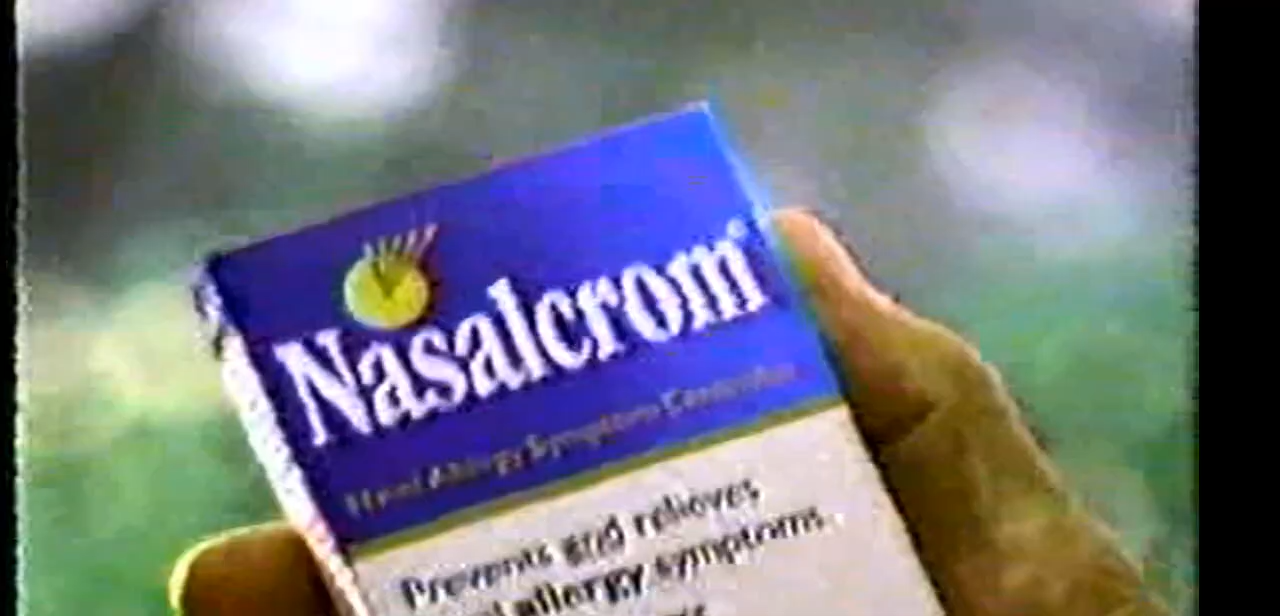 Nasalcrom®
Nasal Allergy Symptom Controller
Prevents and relieves
allergy symptoms